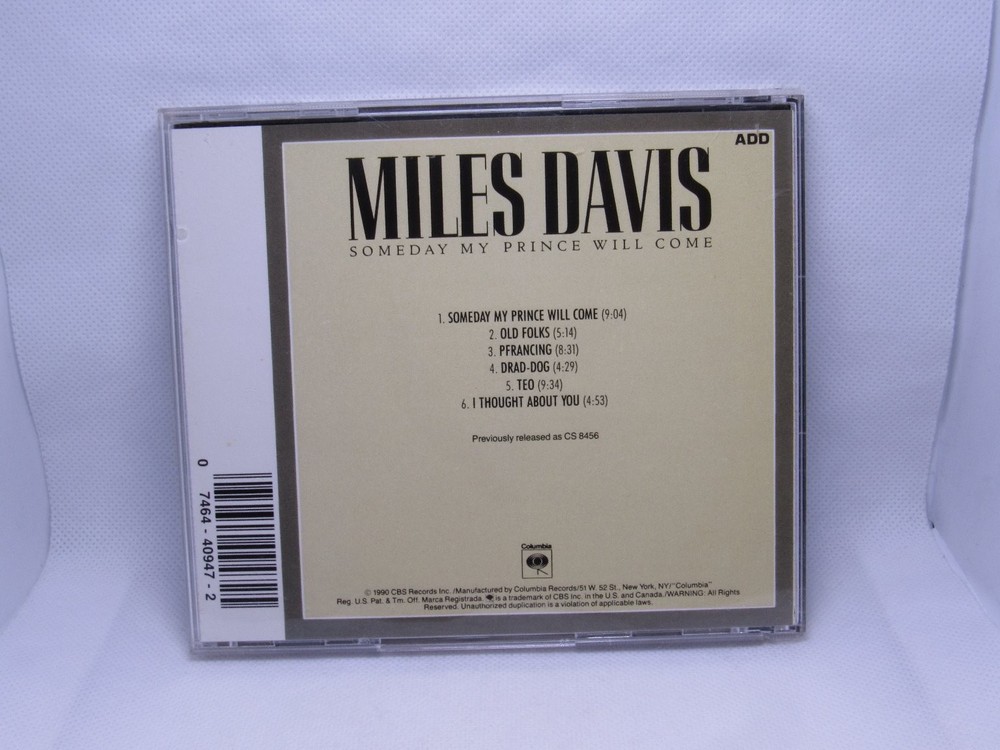 ADD
MILES DAVIS
SOMEDAY MY PRINCE WILL COME
1. SOMEDAY MY PRINCE WILL COME (9:04)
2. OLD FOLKS (5:14)
3. PFRANCING (8:31)
4. DRAD-DOG (4:29)
5. TEO (9:34)
6. I THOUGHT ABOUT YOU (4:53)
Previously released as CS 8456
Columbia
© 1990 CBS Records Inc./Manufactured by Columbia Records/51 W. 52 St., New York, NY/"Columbia"
Reg. U.S. Pat. & Tm. Off. Marca Registrada. is a trademark of CBS Inc. in the U.S. and Canada./WARNING: All Rights
Reserved. Unauthorized duplication is a violation of applicable laws.
0 7464 - 40947 - 2